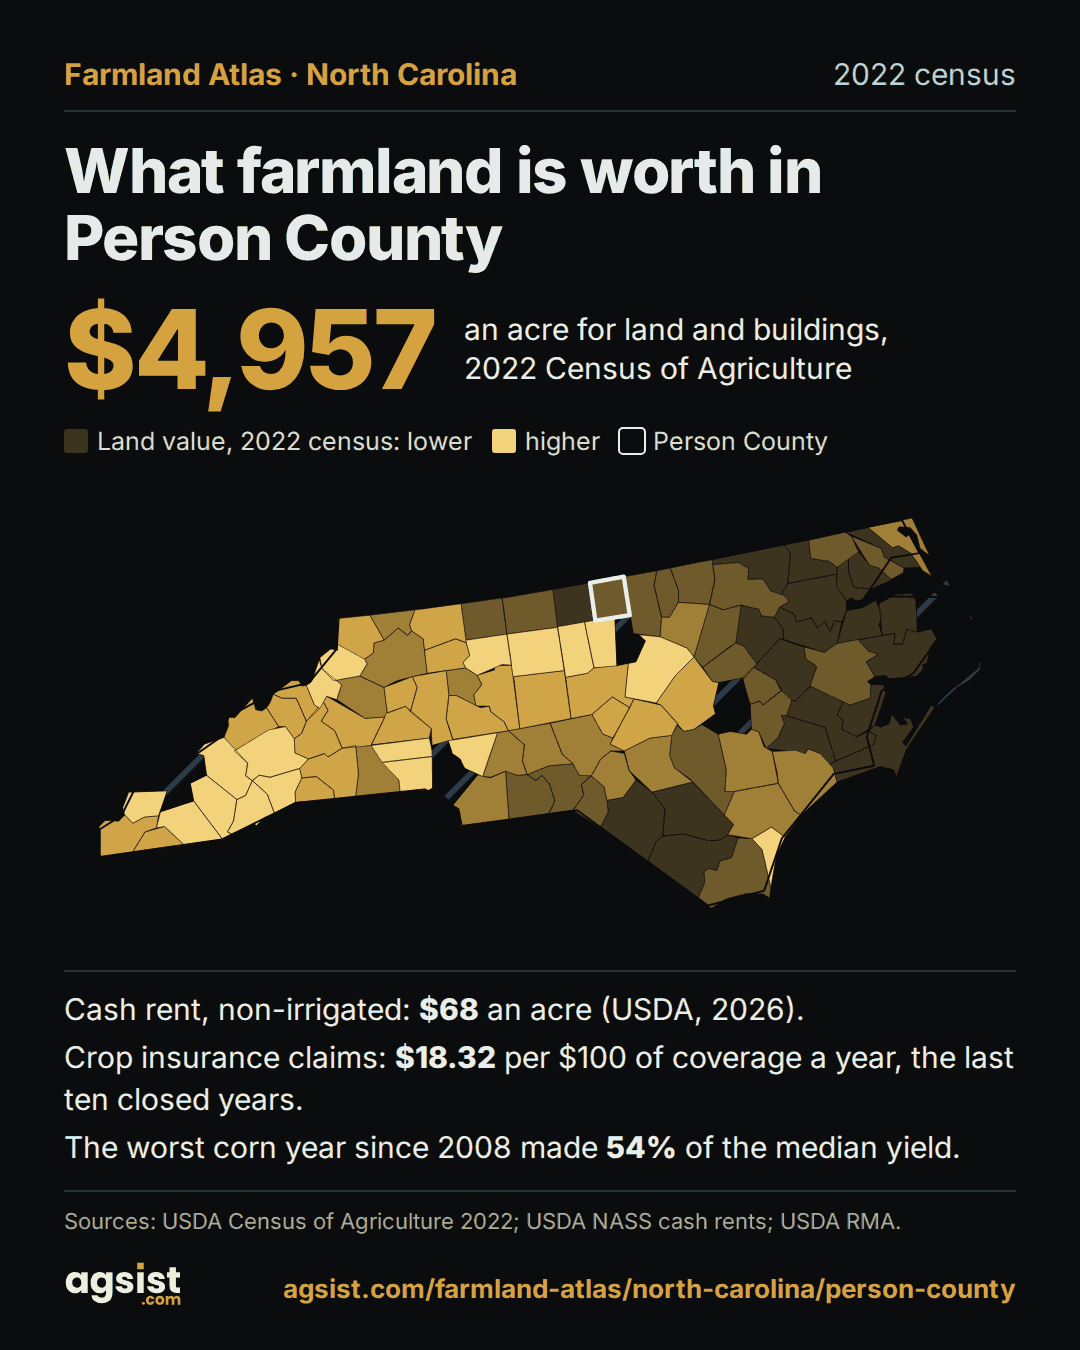 Farmland Atlas · North Carolina
2022 census
What farmland is worth in
Person County
$4,957
an acre for land and buildings,
2022 Census of Agriculture
Land value, 2022 census: lower
higher
Person County
Cash rent, non-irrigated: $68 an acre (USDA, 2026).
Crop insurance claims: $18.32 per $100 of coverage a year, the last
ten closed years.
The worst corn year since 2008 made 54% of the median yield.
Sources: USDA Census of Agriculture 2022; USDA NASS cash rents; USDA RMA.
agsist
.com
agsist.com/farmland-atlas/north-carolina/person-county